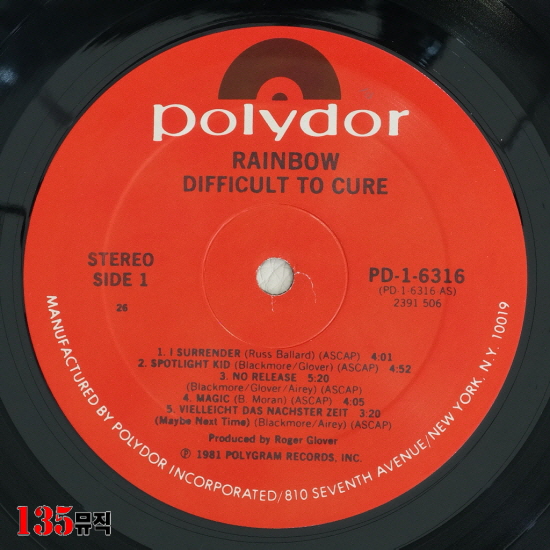 polydor
RAINBOW
DIFFICULT TO CURE
STEREO
SIDE 1
26
PD-1-6316
(PD 1-6316 AS)
2391 506
1. I SURRENDER (Russ Ballard) (ASCAP) 4:01
2. SPOTLIGHT KID (Blackmore/Glover) (ASCAP) 4:52
3. NO RELEASE 5:20
(Blackmore/Glover/Airey) (ASCAP)
4. MAGIC (B. Moran) (ASCAP) 4:05
5. VIELLEICHT DAS NACHSTER ZEIT 3:20
(Maybe Next Time) (Blackmore/Airey) (ASCAP)
Produced by Roger Glover
Ⓟ 1981 POLYGRAM RECORDS, INC.
MANUFACTURED BY POLYDOR INCORPORATED/810 SEVENTH AVENUE/NEW YORK, N.Y. 10019
135뮤직